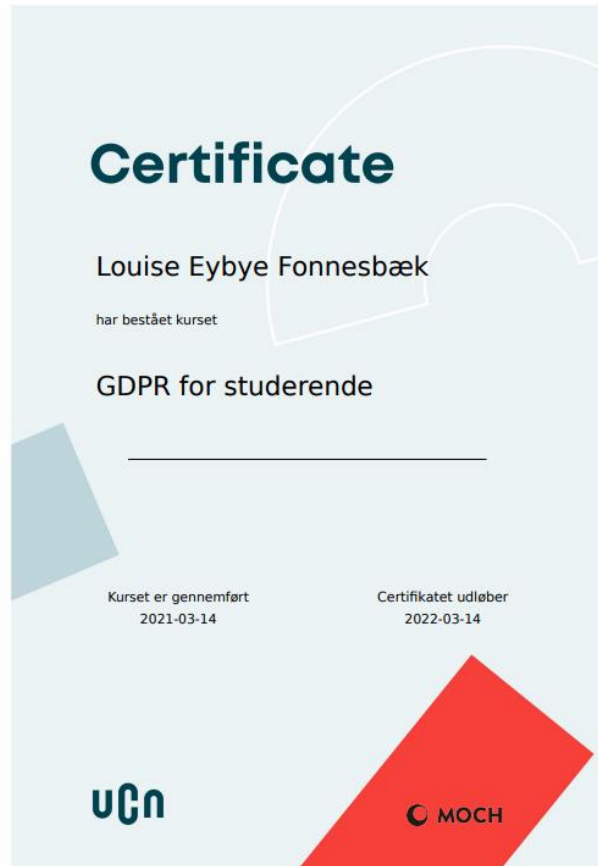 Certificate
Louise Eybye Fonnesbæk
har bestået kurset
GDPR for studerende
Kurset er gennemført
2021-03-14
Certifikatet udløber
2022-03-14
ucn
MOCH